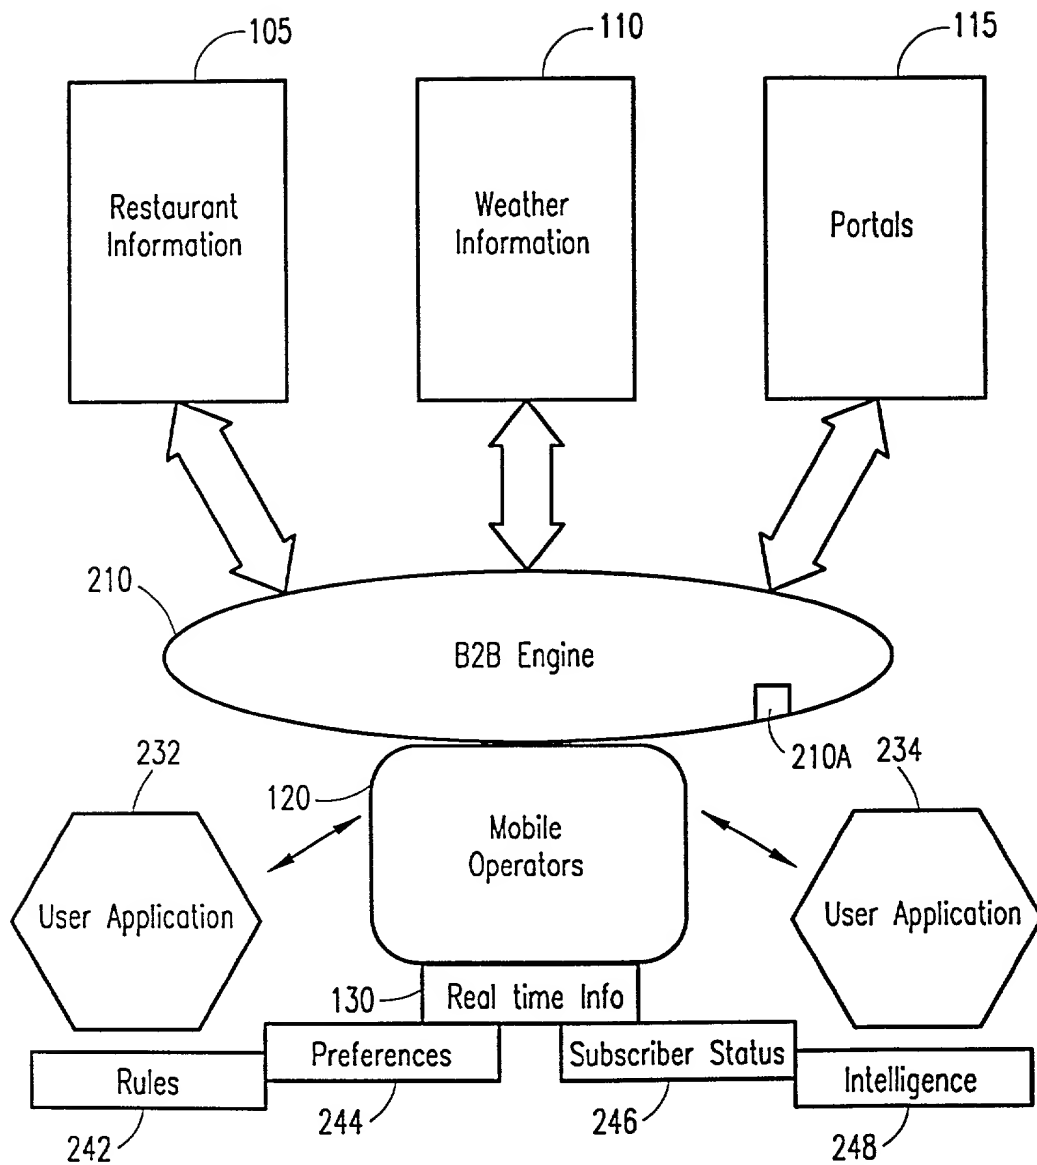 105
110
115
Restaurant
Information
Weather
Information
Portals
210
B2B Engine
210A
232
120
234
Mobile
Operators
User Application
User Application
130
Real time Info
Preferences
Subscriber Status
Rules
Intelligence
242
244
246
248